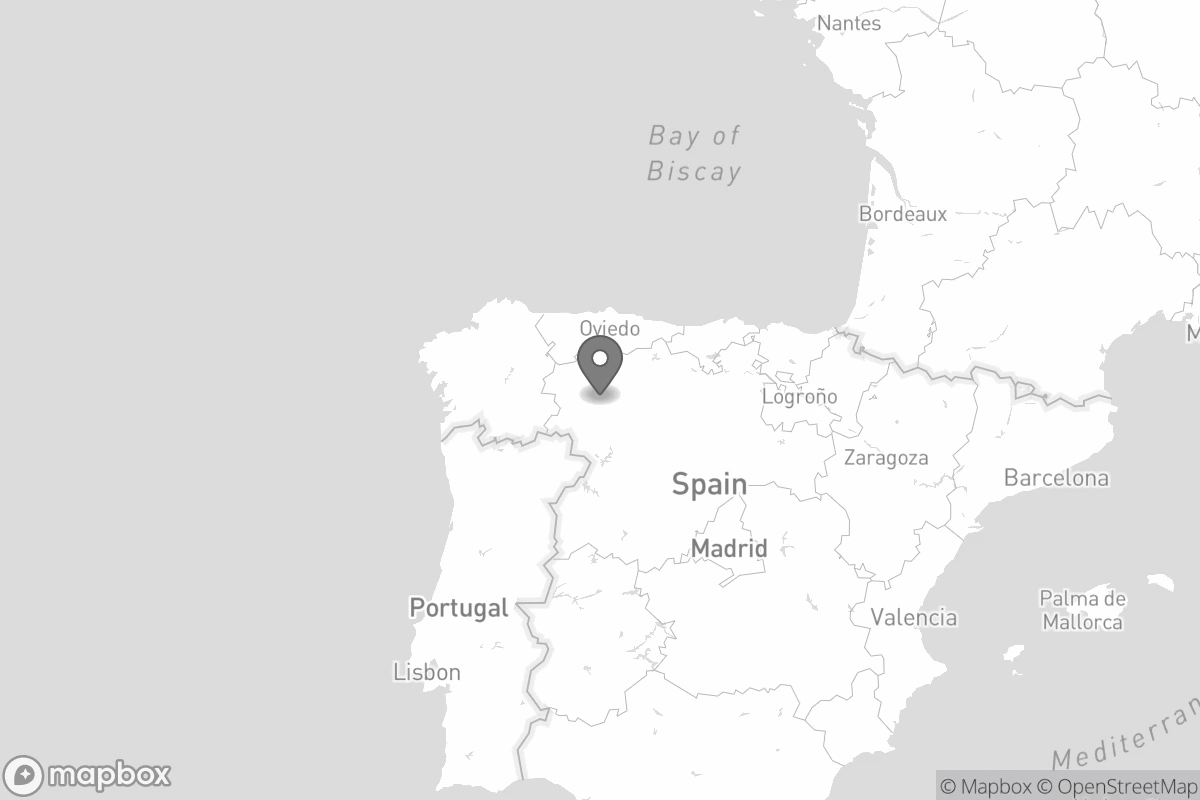 Nantes
Bay of
Biscay
Bordeaux
Oviedo
Logroño
Zaragoza
Barcelona
Spain
Madrid
Portugal
Palma de
Mallorca
Valencia
Lisbon
Mediterran
mapbox
© Mapbox © OpenStreetMap